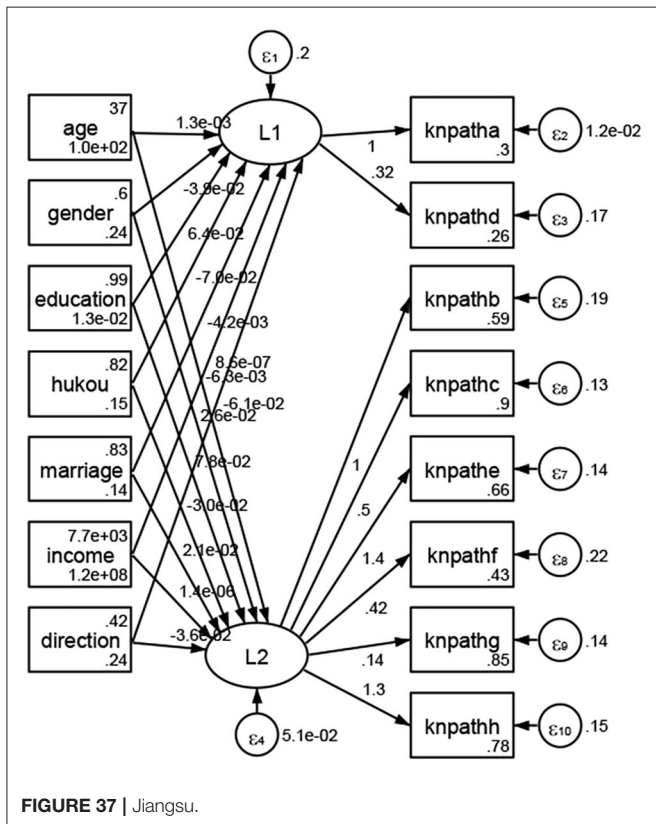 ε1 .2
37
age
1.0e+02
1.3e-03
L1
knpatha
.3
ε2 1.2e-02
1
.32
.6
gender
.24
-3.9e-02
knpathd
.26
ε3 .17
6.4e-02
.99
education
1.3e-02
-7.0e-02
knpathb
.59
ε5 .19
-4.2e-03
.82
hukou
.15
8.6e-07
-6.3e-03
-6.1e-02
2.6e-02
knpathc
.9
ε6 .13
.83
marriage
.14
7.8e-02
1
knpathe
.66
ε7 .14
-3.0e-02
.5
7.7e+03
income
1.2e+08
2.1e-02
1.4
knpathf
.43
ε8 .22
1.4e-06
.42
.42
direction
.24
-3.6e-02
L2
.14
knpathg
.85
ε9 .14
1.3
ε4 5.1e-02
knpathh
.78
ε10 .15
FIGURE 37 | Jiangsu.